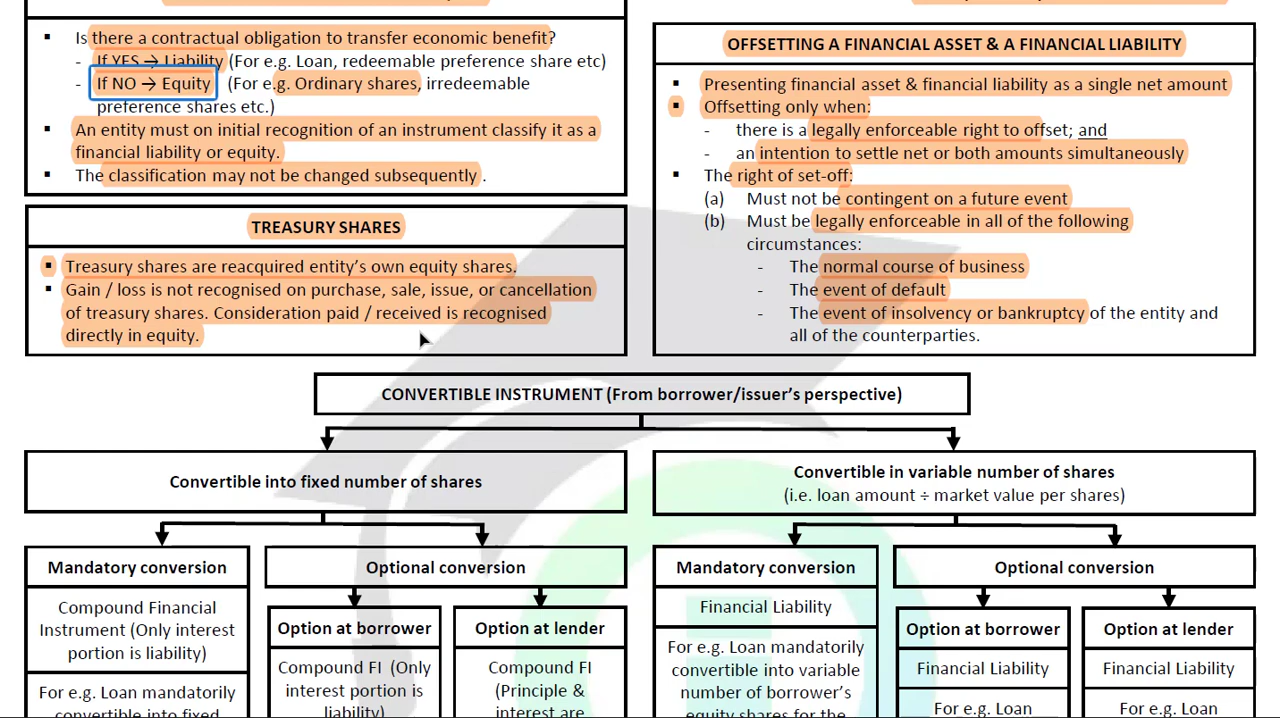 Is there a contractual obligation to transfer economic benefit?
- If YES → Liability (For e.g. Loan, redeemable preference share etc)
- If NO → Equity (For e.g. Ordinary shares, irredeemable
preference shares etc.)
▪ An entity must on initial recognition of an instrument classify it as a
financial liability or equity.
▪ The classification may not be changed subsequently .
TREASURY SHARES
▪ Treasury shares are reacquired entity's own equity shares.
▪ Gain / loss is not recognised on purchase, sale, issue, or cancellation
of treasury shares. Consideration paid / received is recognised
directly in equity.
OFFSETTING A FINANCIAL ASSET & A FINANCIAL LIABILITY
▪ Presenting financial asset & financial liability as a single net amount
▪ Offsetting only when:
- there is a legally enforceable right to offset; and
- an intention to settle net or both amounts simultaneously
▪ The right of set-off:
(a) Must not be contingent on a future event
(b) Must be legally enforceable in all of the following
circumstances:
- The normal course of business
- The event of default
- The event of insolvency or bankruptcy of the entity and
all of the counterparties.
CONVERTIBLE INSTRUMENT (From borrower/issuer's perspective)
Convertible into fixed number of shares
Mandatory conversion
Compound Financial
Instrument (Only interest
portion is liability)
For e.g. Loan mandatorily
convertible into fixed
Optional conversion
Option at borrower
Compound FI (Only
interest portion is
liability)
Option at lender
Compound FI
(Principle &
interest are
Convertible in variable number of shares
(i.e. loan amount ÷ market value per shares)
Mandatory conversion
Financial Liability
For e.g. Loan mandatorily
convertible into variable
number of borrower's
equity shares for the
Optional conversion
Option at borrower
Financial Liability
For e.g. Loan
Option at lender
Financial Liability
For e.g. Loan